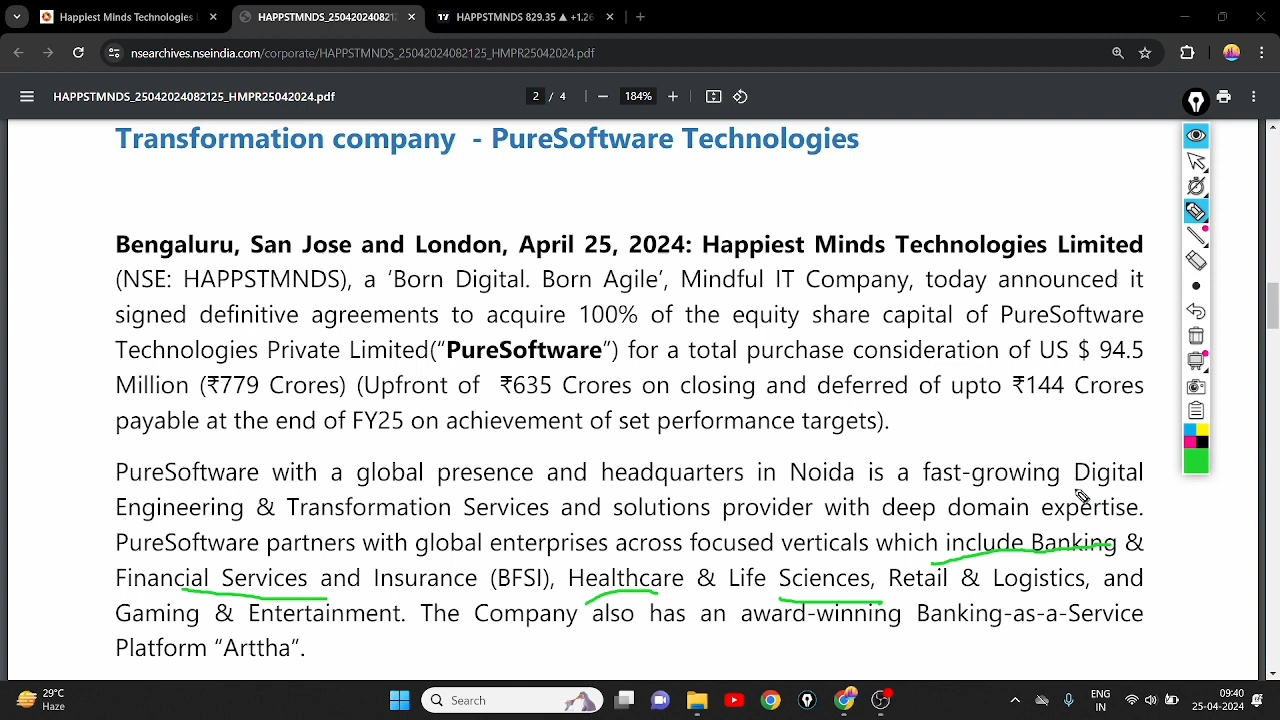 Happiest Minds Technologies
HAPPSTMNDS_250420240821
HAPPSTMNDS 829.35 ▲ +1.26
nsearchives.nseindia.com/corporate/HAPPSTMNDS_25042024082125_HMPR25042024.pdf
HAPPSTMNDS_25042024082125_HMPR25042024.pdf
2 / 4
184%
Transformation company - PureSoftware Technologies
Bengaluru, San Jose and London, April 25, 2024: Happiest Minds Technologies Limited
(NSE: HAPPSTMNDS), a ‘Born Digital. Born Agile’, Mindful IT Company, today announced it
signed definitive agreements to acquire 100% of the equity share capital of PureSoftware
Technologies Private Limited(“PureSoftware”) for a total purchase consideration of US $ 94.5
Million (₹779 Crores) (Upfront of ₹635 Crores on closing and deferred of upto ₹144 Crores
payable at the end of FY25 on achievement of set performance targets).
PureSoftware with a global presence and headquarters in Noida is a fast-growing Digital
Engineering & Transformation Services and solutions provider with deep domain expertise.
PureSoftware partners with global enterprises across focused verticals which include Banking &
Financial Services and Insurance (BFSI), Healthcare & Life Sciences, Retail & Logistics, and
Gaming & Entertainment. The Company also has an award-winning Banking-as-a-Service
Platform “Arttha”.
29°C
Haze
Search
ENG
IN
09:40
25-04-2024